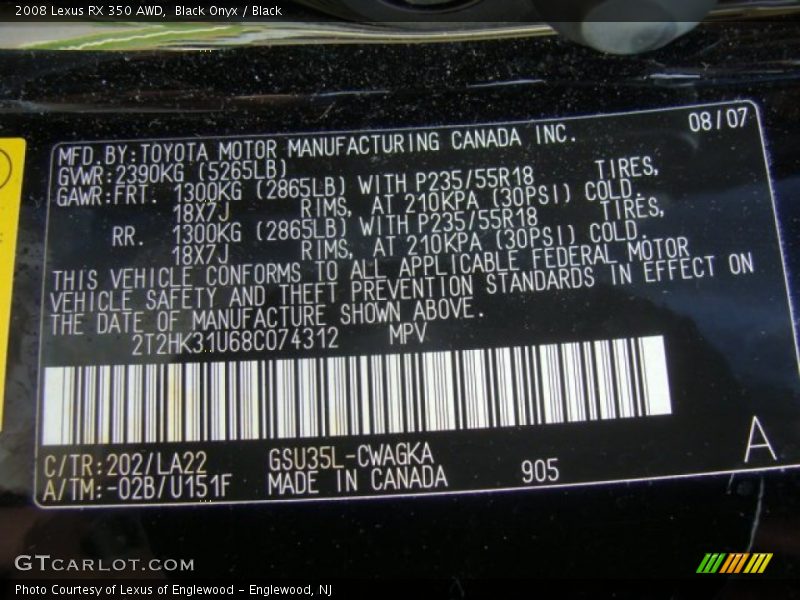 2008 Lexus RX 350 AWD, Black Onyx / Black
08/07
MFD.BY:TOYOTA MOTOR MANUFACTURING CANADA INC.
GVWR:2390KG (5265LB)
GAWR:FRT. 1300KG (2865LB) WITH P235/55R18 TIRES,
18X7J RIMS, AT 210KPA (30PSI) COLD.
RR. 1300KG (2865LB) WITH P235/55R18 TIRES,
18X7J RIMS, AT 210KPA (30PSI) COLD.
THIS VEHICLE CONFORMS TO ALL APPLICABLE FEDERAL MOTOR
VEHICLE SAFETY AND THEFT PREVENTION STANDARDS IN EFFECT ON
THE DATE OF MANUFACTURE SHOWN ABOVE.
2T2HK31U68C074312 MPV
C/TR:202/LA22 GSU35L-CWAGKA
A/TM:-02B/U151F MADE IN CANADA 905 A
GTCARLOT.COM
Photo Courtesy of Lexus of Englewood - Englewood, NJ